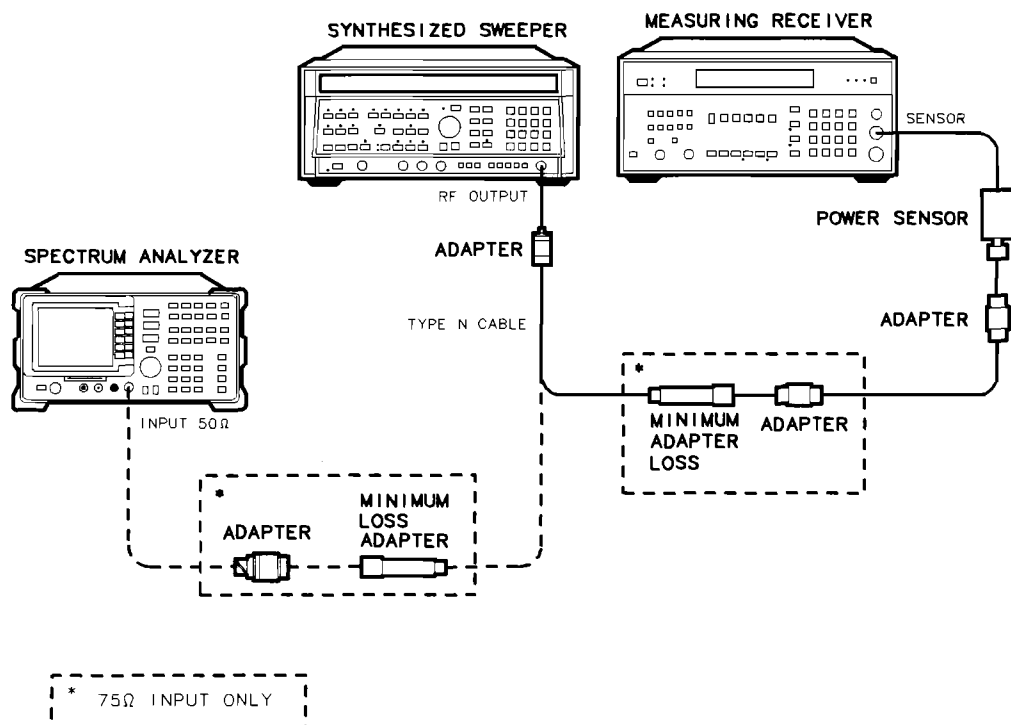 SYNTHESIZED SWEEPER
MEASURING RECEIVER
SENSOR
RF OUTPUT
POWER SENSOR
ADAPTER
SPECTRUM ANALYZER
TYPE N CABLE
ADAPTER
*
MINIMUM
ADAPTER
LOSS
ADAPTER
INPUT 50Ω
*
ADAPTER
MINIMUM
LOSS
ADAPTER
* 75Ω INPUT ONLY